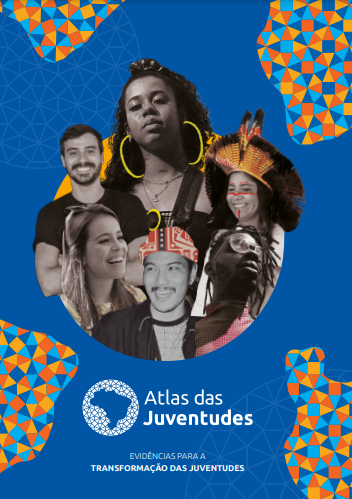 Atlas das
Juventudes
EVIDÊNCIAS PARA A
TRANSFORMAÇÃO DAS JUVENTUDES